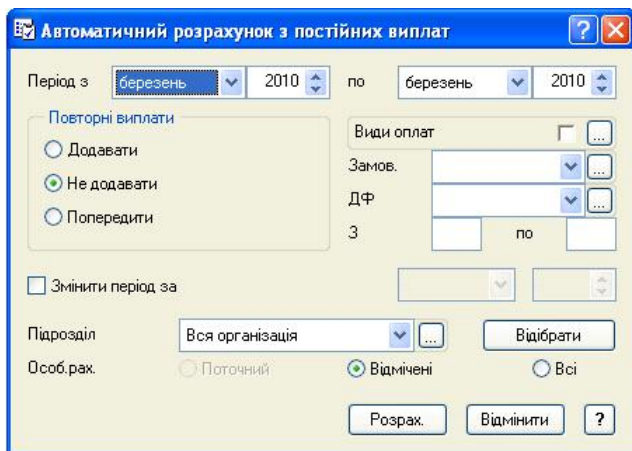 Автоматичний розрахунок з постійних виплат
Період з березень 2010 по березень 2010
Повторні виплати
Додавати
Не додавати
Попередити
Види оплат ...
Замов. ...
ДФ ...
З по
Змінити період за
Підрозділ Вся організація ... Відібрати
Особ.рах. Поточний Відмічені Всі
Розрах. Відмінити ?